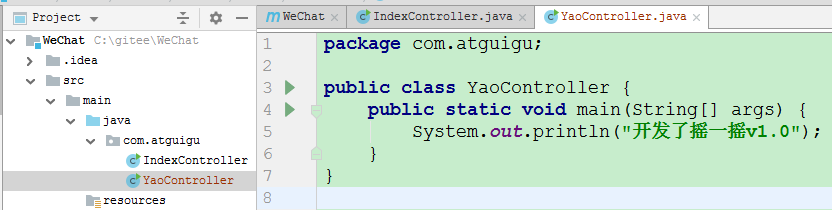 Project
WeChat
IndexController.java
YaoController.java
WeChat C:\gitee\WeChat
.idea
src
main
java
com.atguigu
IndexController
YaoController
resources
1 package com.atguigu;
2
3 public class YaoController {
4 public static void main(String[] args) {
5 System.out.println("开发了摇一摇v1.0");
6 }
7 }
8